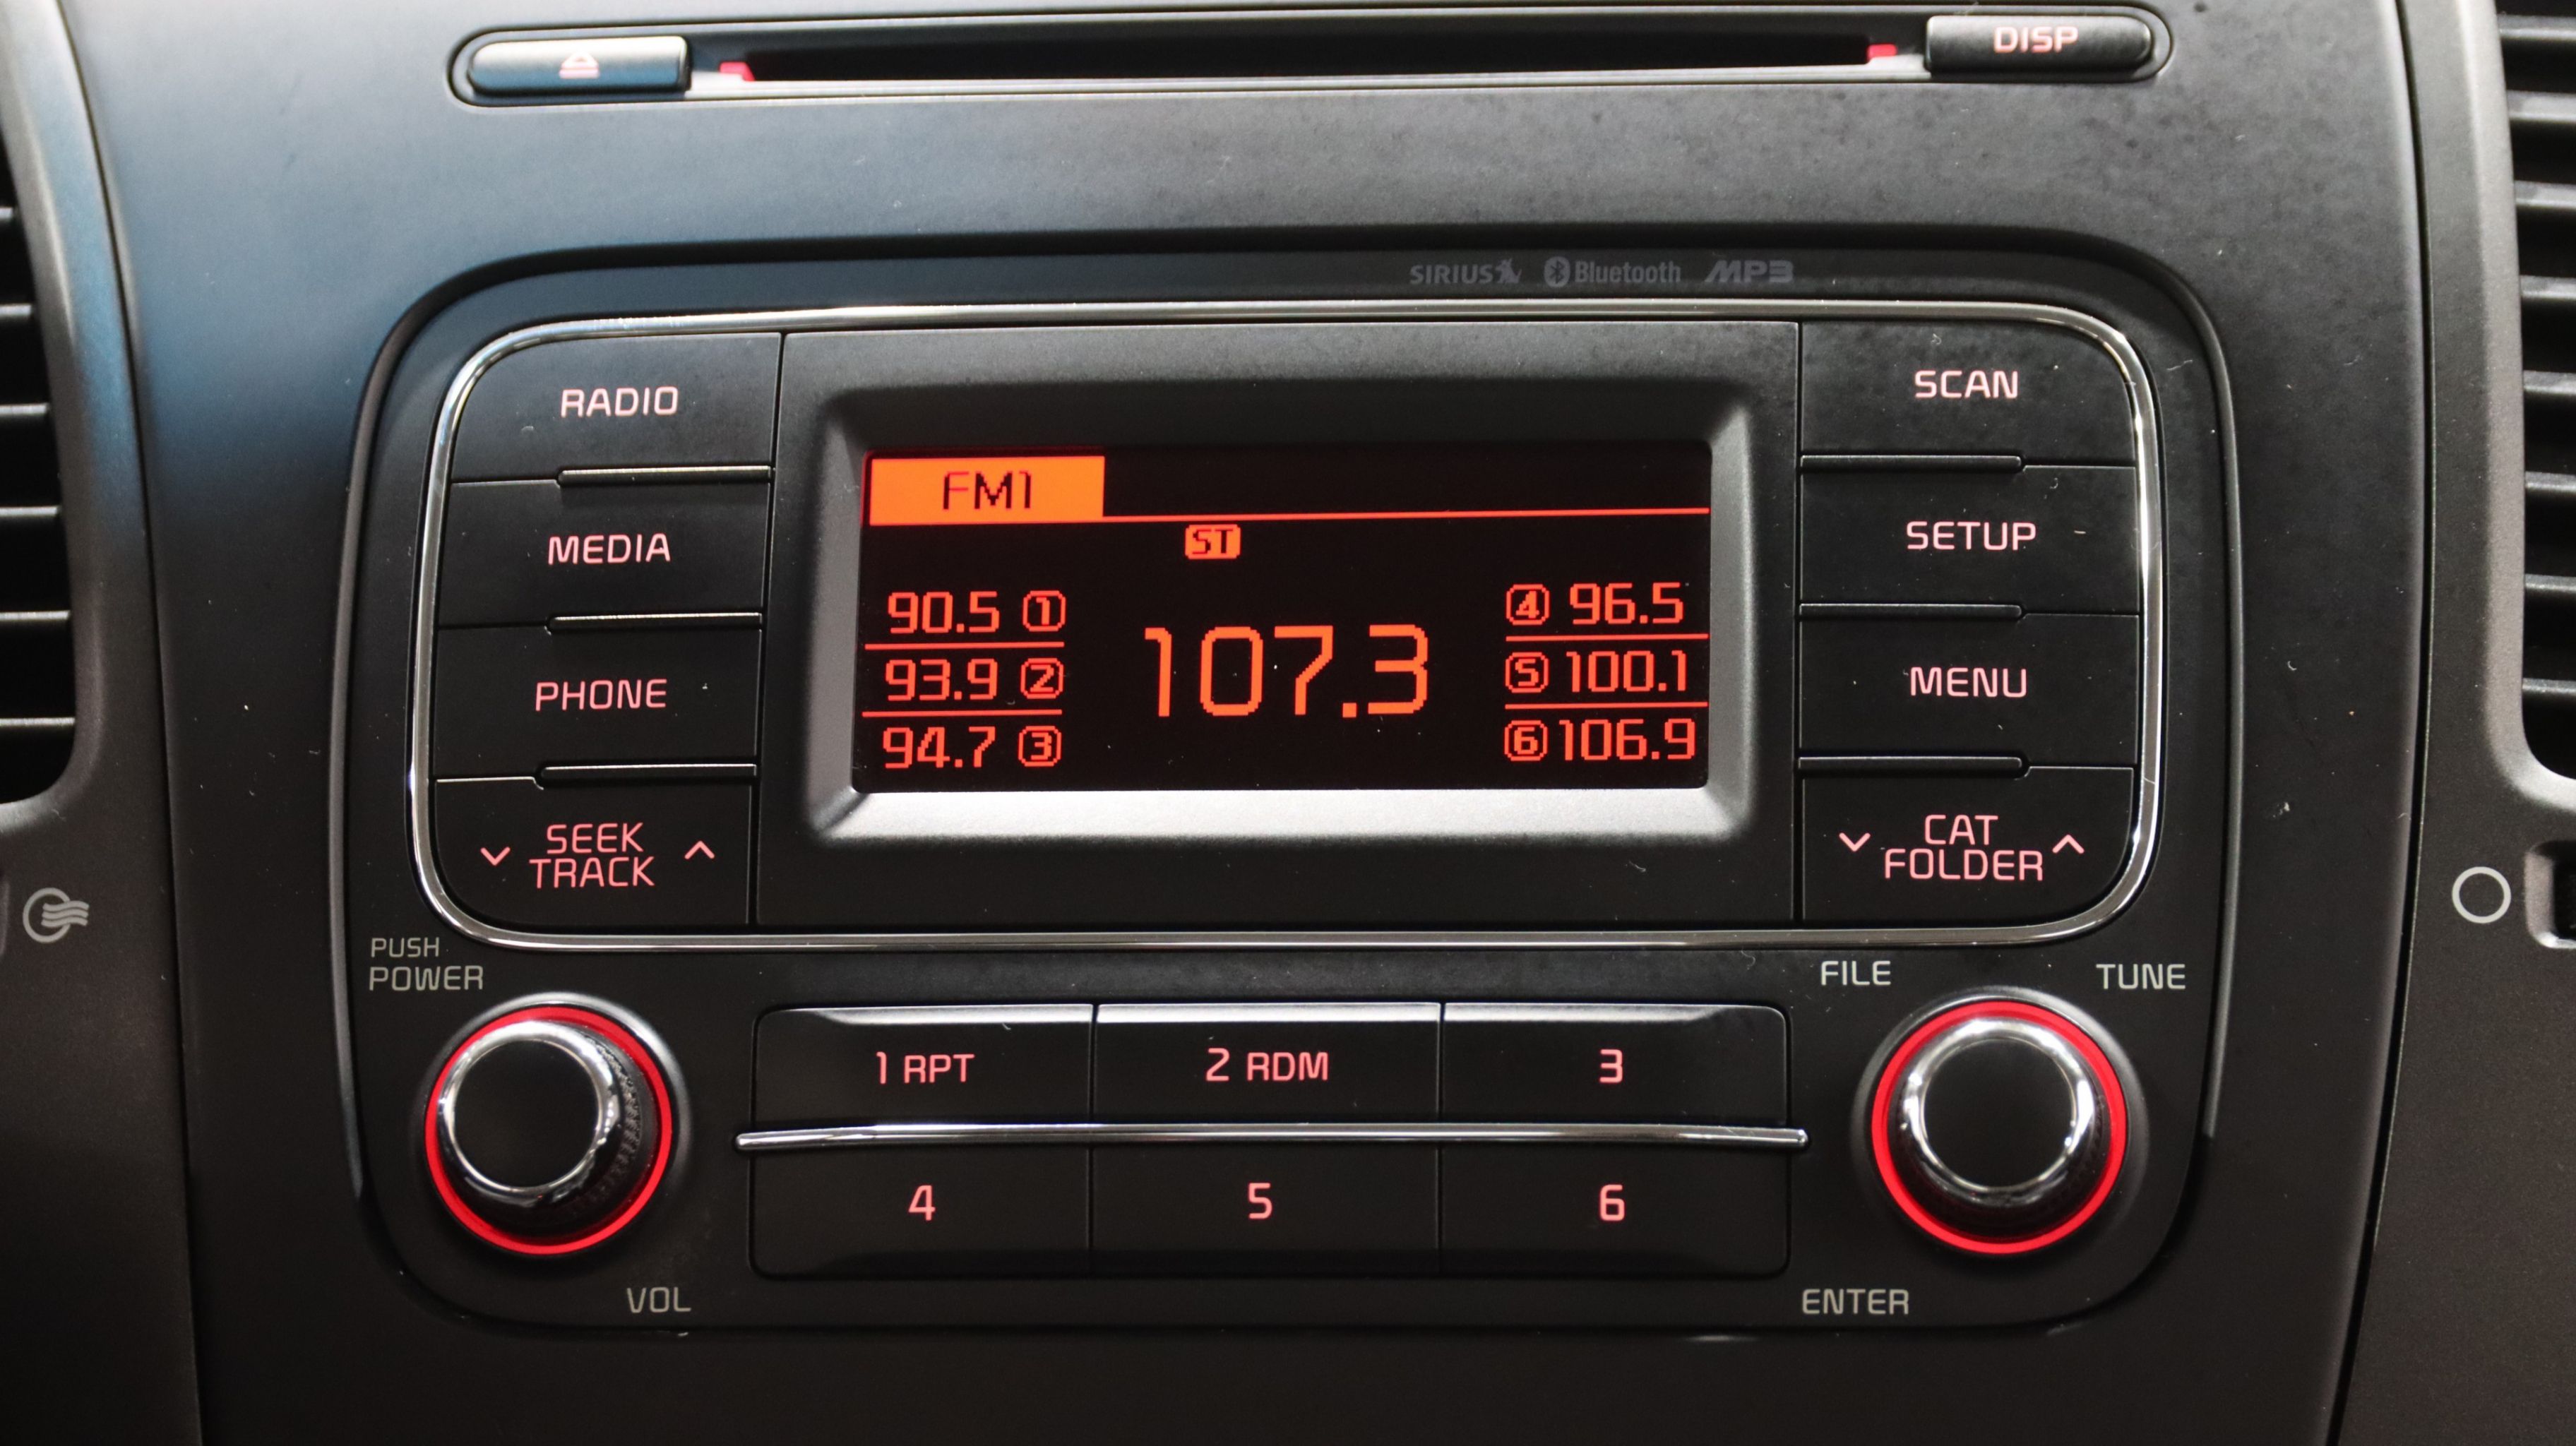 DISP
SIRIUS Bluetooth MP3
RADIO
MEDIA
PHONE
SEEK
TRACK
FM1
ST
90.5 1
93.9 2
94.7 3
107.3
4 96.5
5 100.1
6 106.9
SCAN
SETUP
MENU
CAT
FOLDER
PUSH
POWER
VOL
1 RPT
2 RDM
3
4
5
6
FILE
TUNE
ENTER